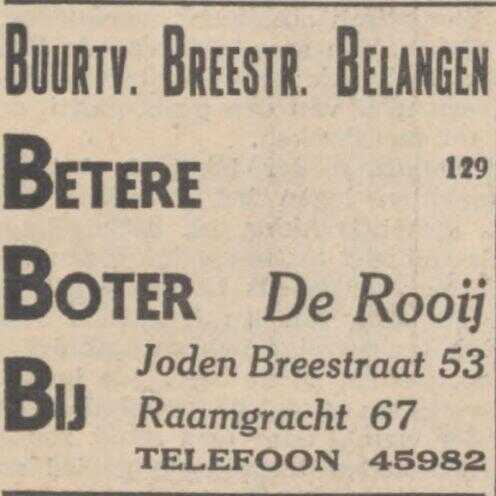 BUURTV. BREESTR. BELANGEN
BETERE 129
BOTER De Rooij
BIJ Joden Breestraat 53
Raamgracht 67
TELEFOON 45982